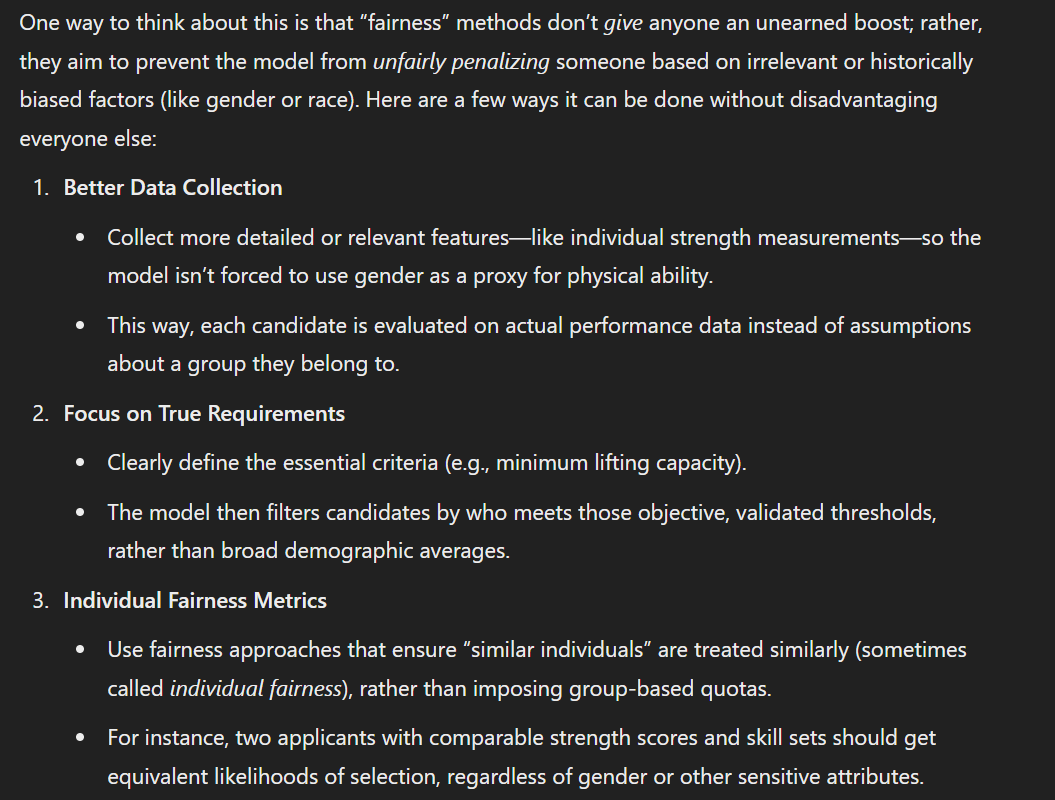 One way to think about this is that “fairness” methods don’t give anyone an unearned boost; rather,
they aim to prevent the model from unfairly penalizing someone based on irrelevant or historically
biased factors (like gender or race). Here are a few ways it can be done without disadvantaging
everyone else:
1. Better Data Collection
• Collect more detailed or relevant features—like individual strength measurements—so the
model isn’t forced to use gender as a proxy for physical ability.
• This way, each candidate is evaluated on actual performance data instead of assumptions
about a group they belong to.
2. Focus on True Requirements
• Clearly define the essential criteria (e.g., minimum lifting capacity).
• The model then filters candidates by who meets those objective, validated thresholds,
rather than broad demographic averages.
3. Individual Fairness Metrics
• Use fairness approaches that ensure “similar individuals” are treated similarly (sometimes
called individual fairness), rather than imposing group-based quotas.
• For instance, two applicants with comparable strength scores and skill sets should get
equivalent likelihoods of selection, regardless of gender or other sensitive attributes.